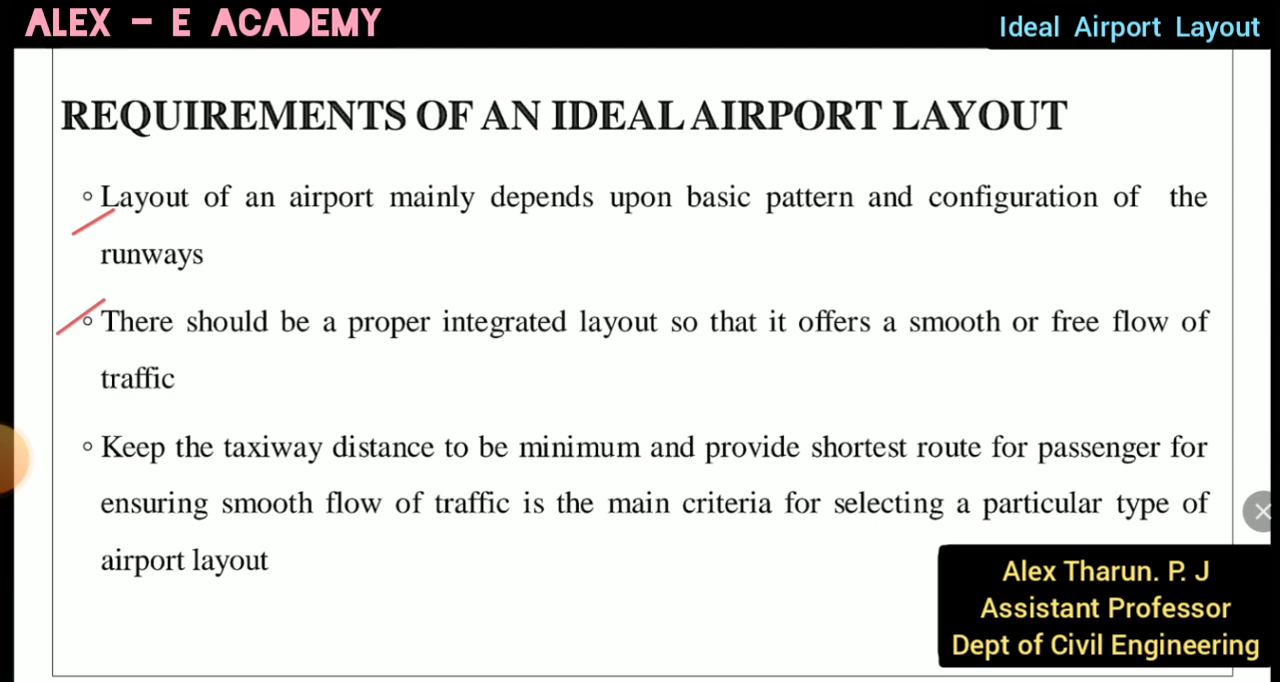 ALEX - E ACADEMY
Ideal Airport Layout
REQUIREMENTS OF AN IDEAL AIRPORT LAYOUT
Layout of an airport mainly depends upon basic pattern and configuration of the
runways
There should be a proper integrated layout so that it offers a smooth or free flow of
traffic
Keep the taxiway distance to be minimum and provide shortest route for passenger for
ensuring smooth flow of traffic is the main criteria for selecting a particular type of
airport layout
Alex Tharun. P. J
Assistant Professor
Dept of Civil Engineering